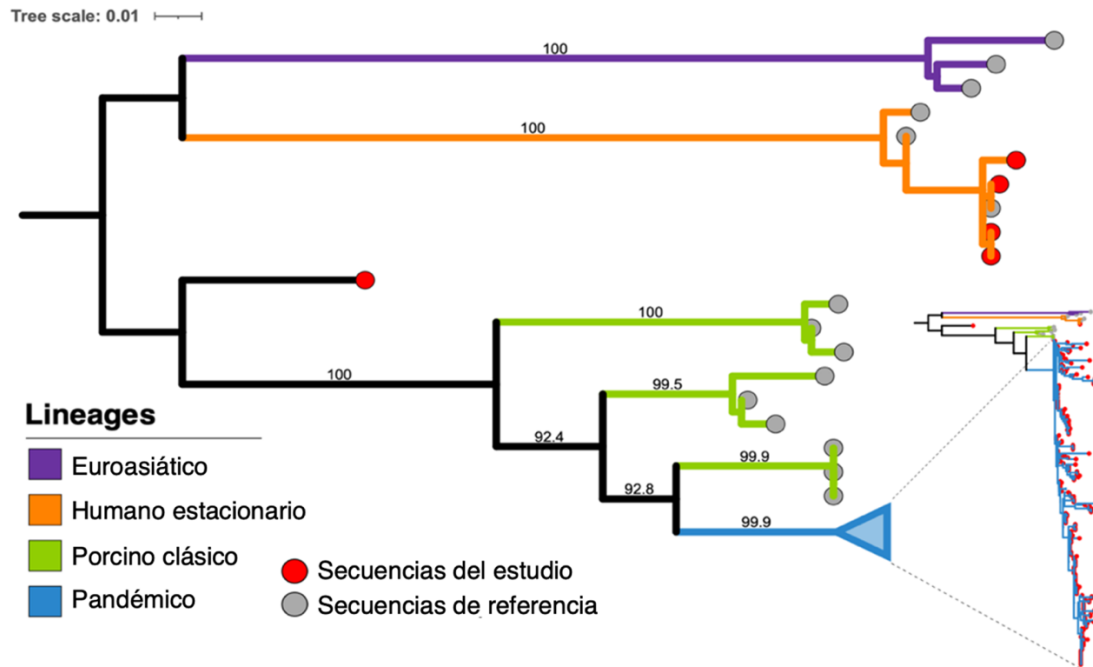 Tree scale: 0.01
100
100
100
100
99.5
92.4
99.9
92.8
99.9
Lineages
Euroasiático
Humano estacionario
Porcino clásico
Pandémico
Secuencias del estudio
Secuencias de referencia